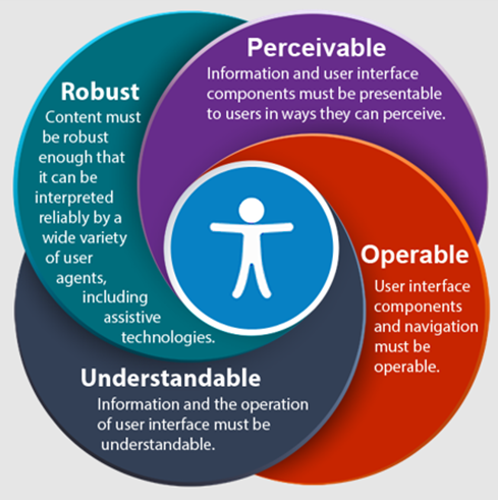 Perceivable
Information and user interface
components must be presentable
to users in ways they can perceive.
Operable
User interface
components
and navigation
must be
operable.
Understandable
Information and the operation
of user interface must be
understandable.
Robust
Content must
be robust
enough that
it can be
interpreted
reliably by a
wide variety
of user
agents,
including
assistive
technologies.